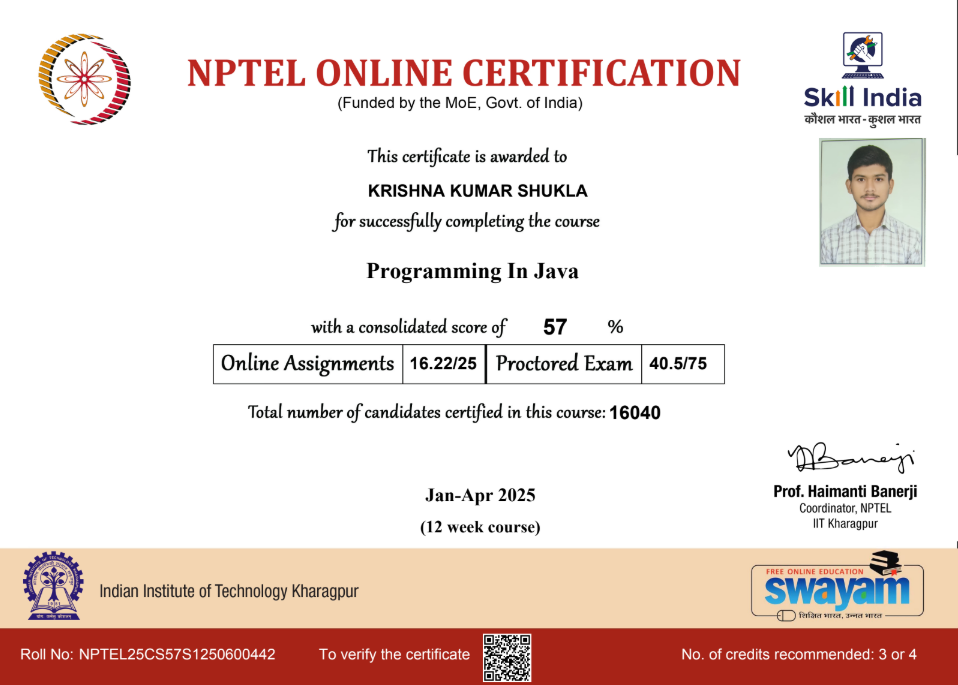 NPTEL ONLINE CERTIFICATION
(Funded by the MoE, Govt. of India)
Skill India
कौशल भारत - कुशल भारत
This certificate is awarded to
KRISHNA KUMAR SHUKLA
for successfully completing the course
Programming In Java
with a consolidated score of 57 %
Online Assignments 16.22/25 Proctored Exam 40.5/75
Total number of candidates certified in this course: 16040
Jan-Apr 2025
(12 week course)
Prof. Haimanti Banerji
Coordinator, NPTEL
IIT Kharagpur
Indian Institute of Technology Kharagpur
FREE ONLINE EDUCATION
swayam
शिक्षित भारत, उन्नत भारत
Roll No: NPTEL25CS57S1250600442 To verify the certificate No. of credits recommended: 3 or 4